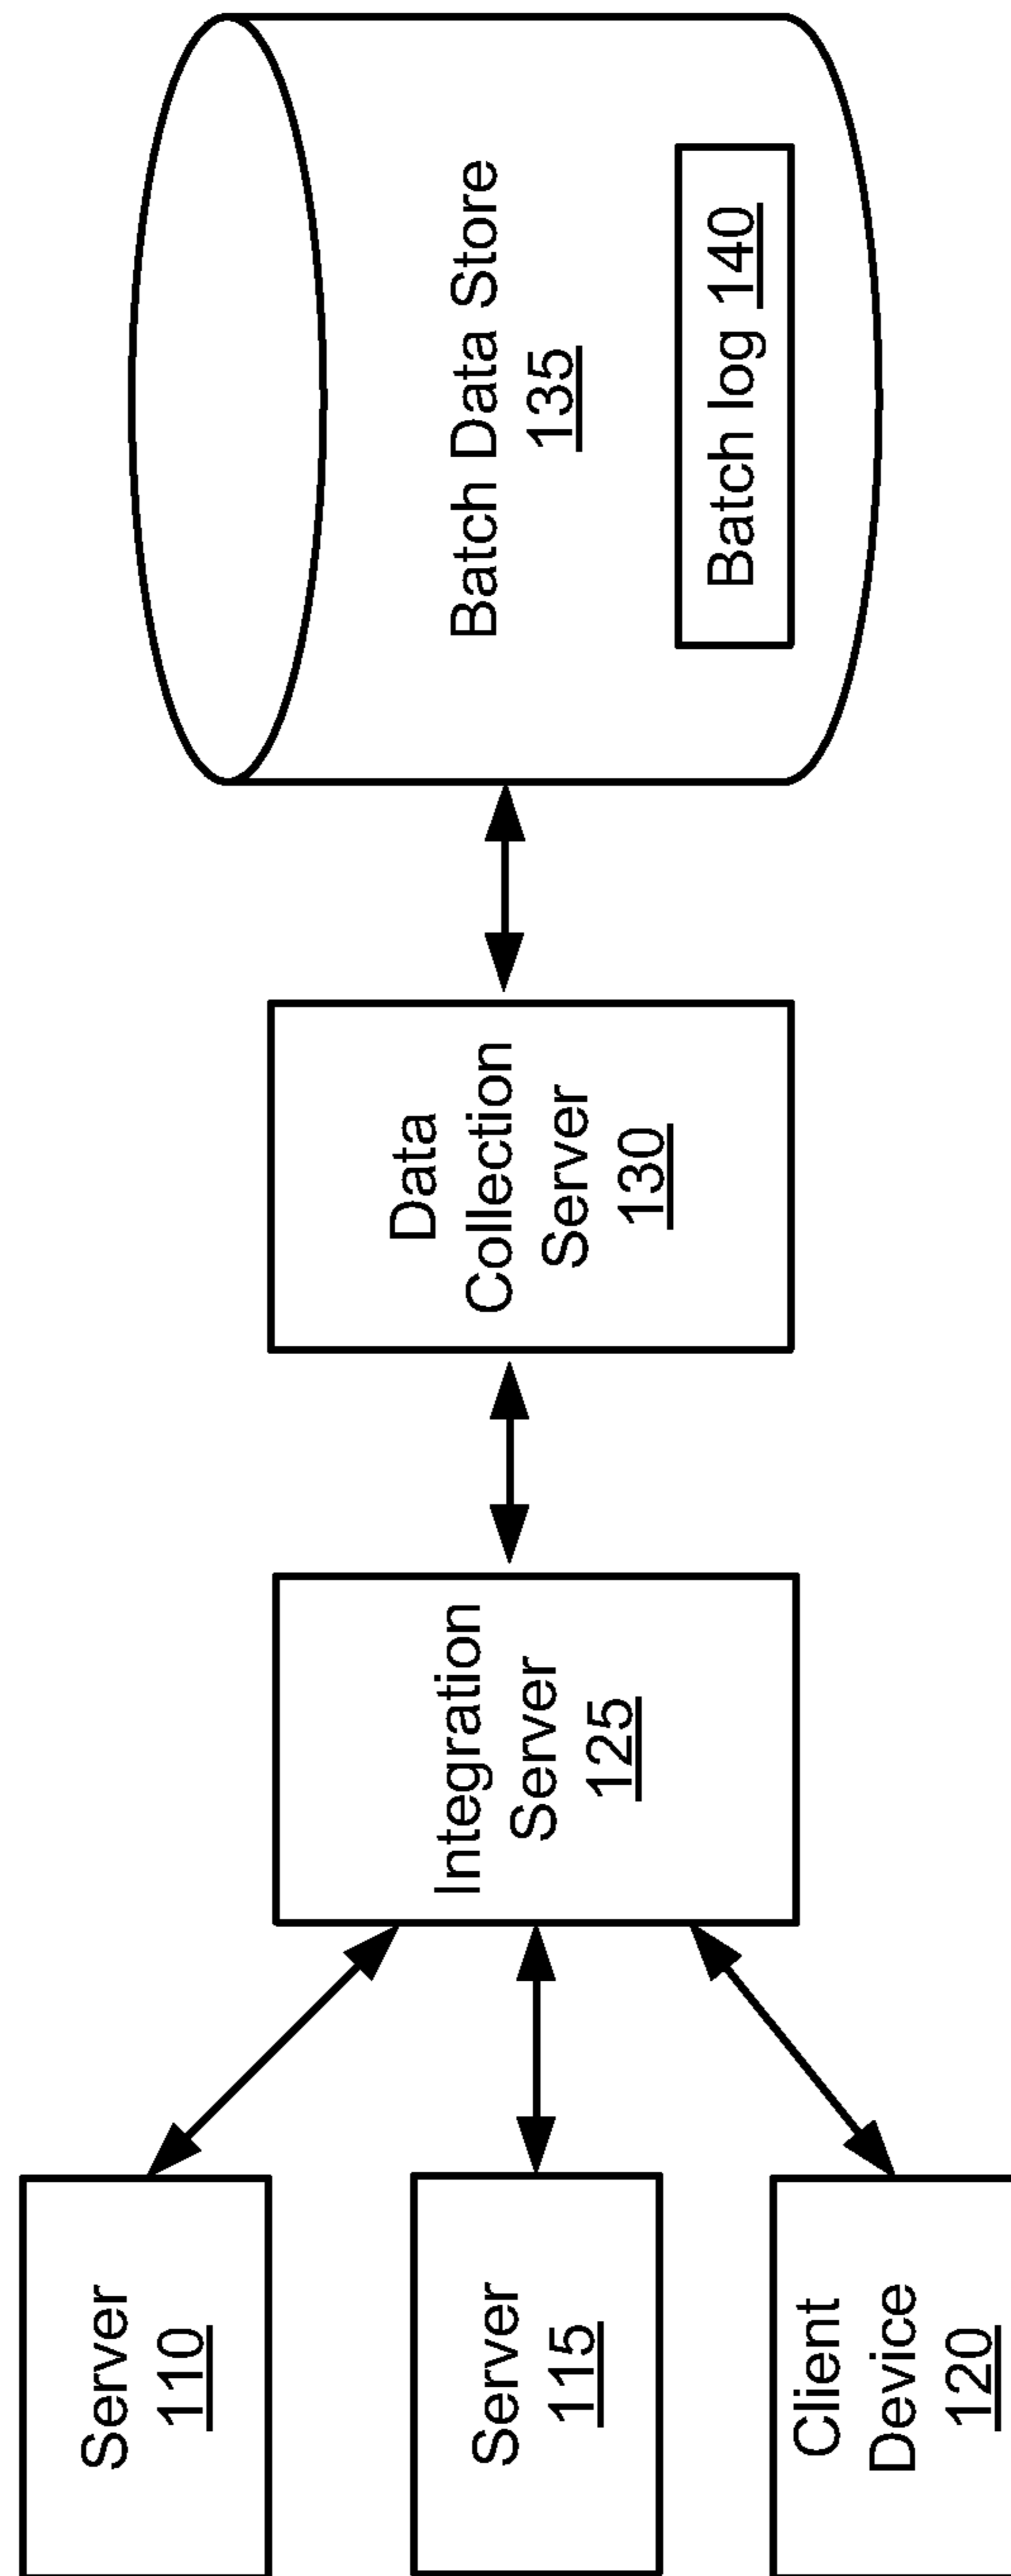 Server
110
Server
115
Client
Device
120
Integration
Server
125
Data
Collection
Server
130
Batch Data Store
135
Batch log 140